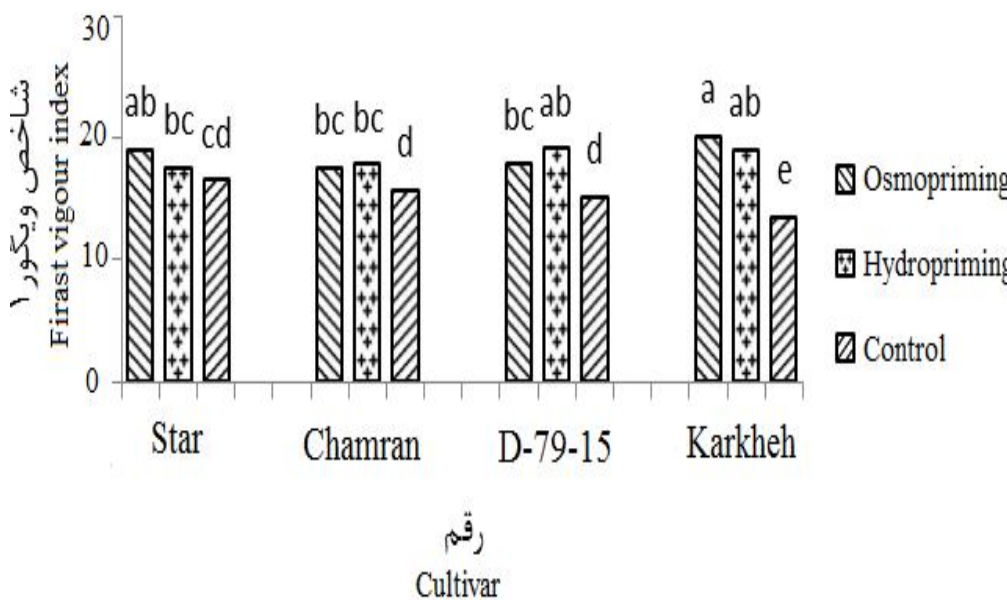 شاخص ویگور ۱
Firast vigour index
30
20
10
0
ab
bc
cd
bc
bc
d
bc
ab
d
a
ab
e
Osmopriming
Hydropriming
Control
Star
Chamran
D-79-15
Karkheh
رقم
Cultivar